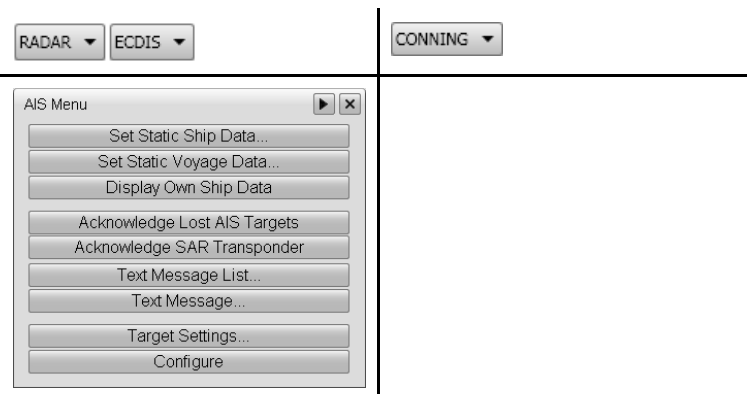 RADAR ECDIS CONNING
AIS Menu
Set Static Ship Data...
Set Static Voyage Data...
Display Own Ship Data
Acknowledge Lost AIS Targets
Acknowledge SAR Transponder
Text Message List...
Text Message...
Target Settings...
Configure